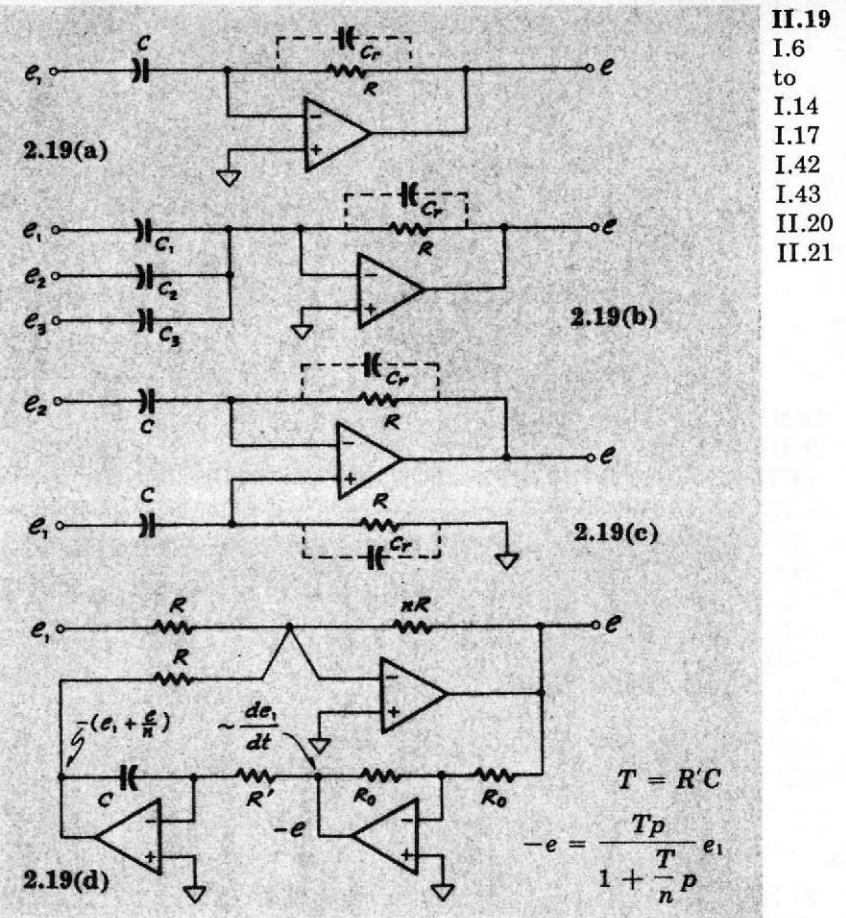 II.19
I.6
to
I.14
I.17
I.42
I.43
II.20
II.21
C
Cr
e₁
R
e
− +
2.19(a)
Cr
e₁ C₁ R e
e₂ C₂
− +
e₃ C₃
2.19(b)
Cr
e₂ C R
− +
e
C R
e₁
Cr
2.19(c)
R nR
e₁ e
R
− +
−(e₁ + e/n)
~ de₁/dt
C R' R₀ R₀
−e
− +
− +
2.19(d)
T = R'C
−e = Tp / (1 + (T/n) p) e₁